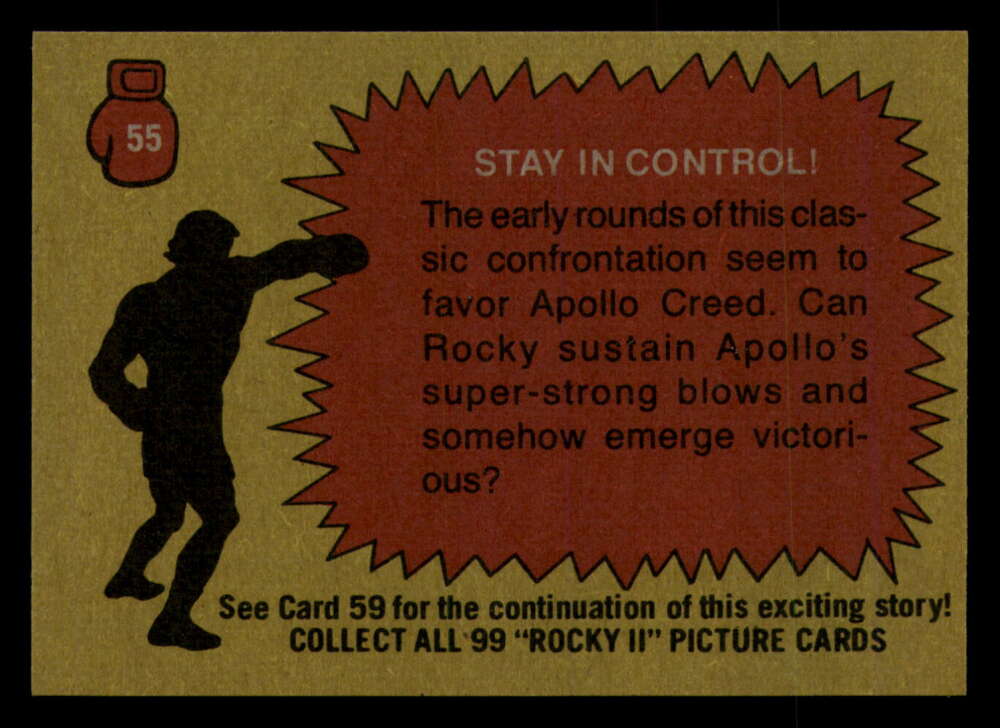 55
STAY IN CONTROL!
The early rounds of this clas-
sic confrontation seem to
favor Apollo Creed. Can
Rocky sustain Apollo's
super-strong blows and
somehow emerge victori-
ous?
See Card 59 for the continuation of this exciting story!
COLLECT ALL 99 “ROCKY II” PICTURE CARDS